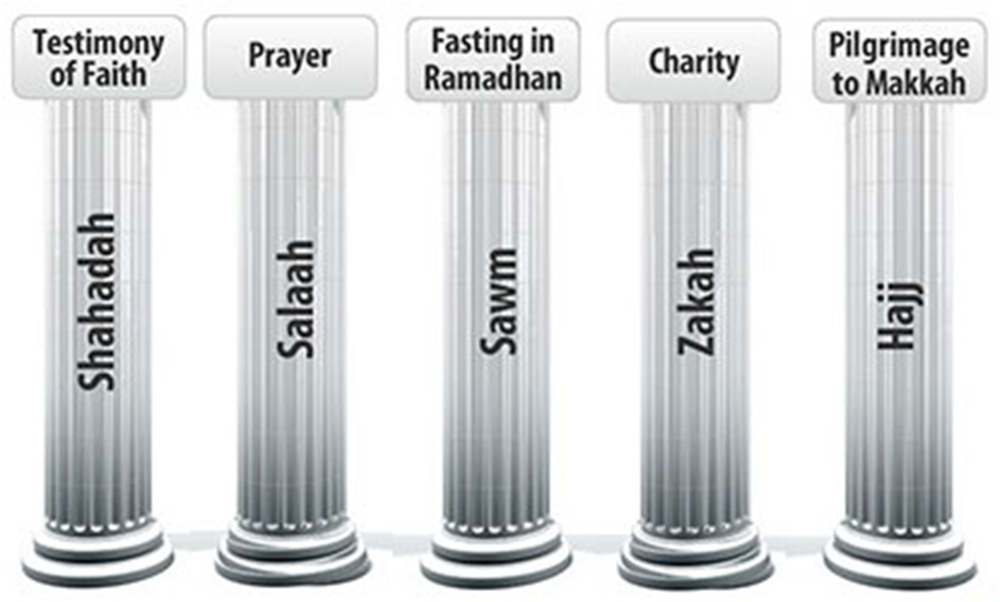 Testimony
of Faith
Prayer
Fasting in
Ramadhan
Charity
Pilgrimage
to Makkah
Shahadah
Salaah
Sawm
Zakah
Hajj